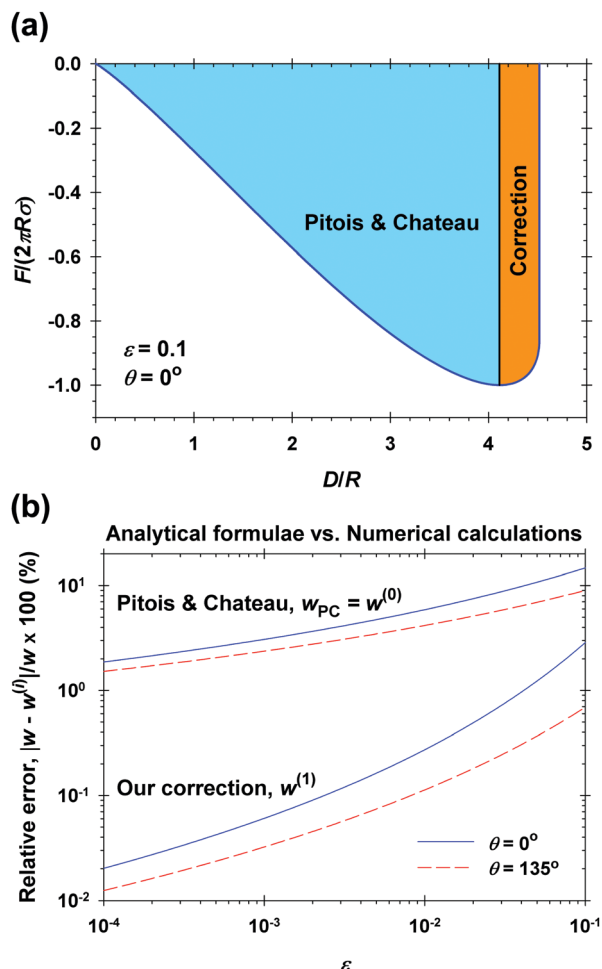 (a)
0.0
-0.2
-0.4
-0.6
-0.8
-1.0
F/(2πRσ)
Pitois & Chateau
Correction
ε = 0.1
θ = 0°
0 1 2 3 4 5
D/R
(b)
Analytical formulae vs. Numerical calculations
10¹
10⁰
10⁻¹
10⁻²
Relative error, |w - w⁽ⁱ⁾|/w x 100 (%)
Pitois & Chateau, wPC = w⁽⁰⁾
Our correction, w⁽¹⁾
θ = 0°
θ = 135°
10⁻⁴ 10⁻³ 10⁻² 10⁻¹
ε